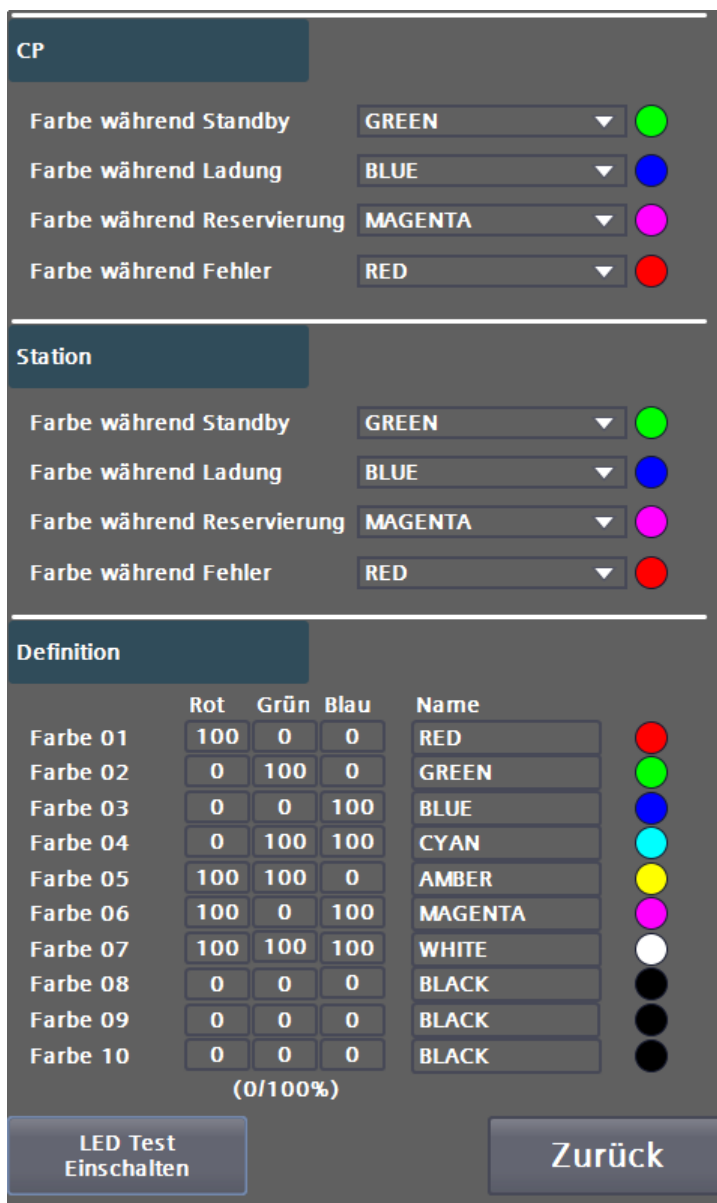 CP
Farbe während Standby GREEN
Farbe während Ladung BLUE
Farbe während Reservierung MAGENTA
Farbe während Fehler RED
Station
Farbe während Standby GREEN
Farbe während Ladung BLUE
Farbe während Reservierung MAGENTA
Farbe während Fehler RED
Definition
Rot Grün Blau Name
Farbe 01 100 0 0 RED
Farbe 02 0 100 0 GREEN
Farbe 03 0 0 100 BLUE
Farbe 04 0 100 100 CYAN
Farbe 05 100 100 0 AMBER
Farbe 06 100 0 100 MAGENTA
Farbe 07 100 100 100 WHITE
Farbe 08 0 0 0 BLACK
Farbe 09 0 0 0 BLACK
Farbe 10 0 0 0 BLACK
(0/100%)
LED Test
Einschalten
Zurück